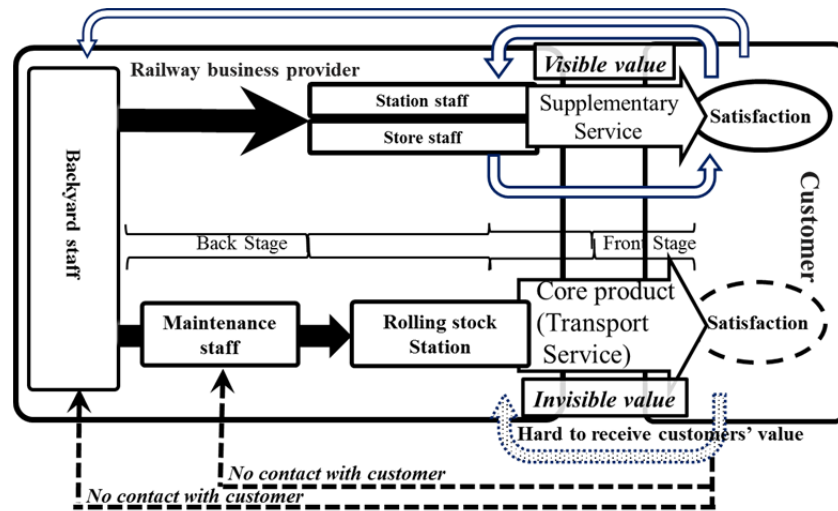 Railway business provider
Visible value
Station staff
Store staff
Supplementary
Service
Satisfaction
Backyard staff
Customer
Back Stage
Front Stage
Maintenance
staff
Rolling stock
Station
Core product
(Transport
Service)
Satisfaction
Invisible value
Hard to receive customers’ value
No contact with customer
No contact with customer